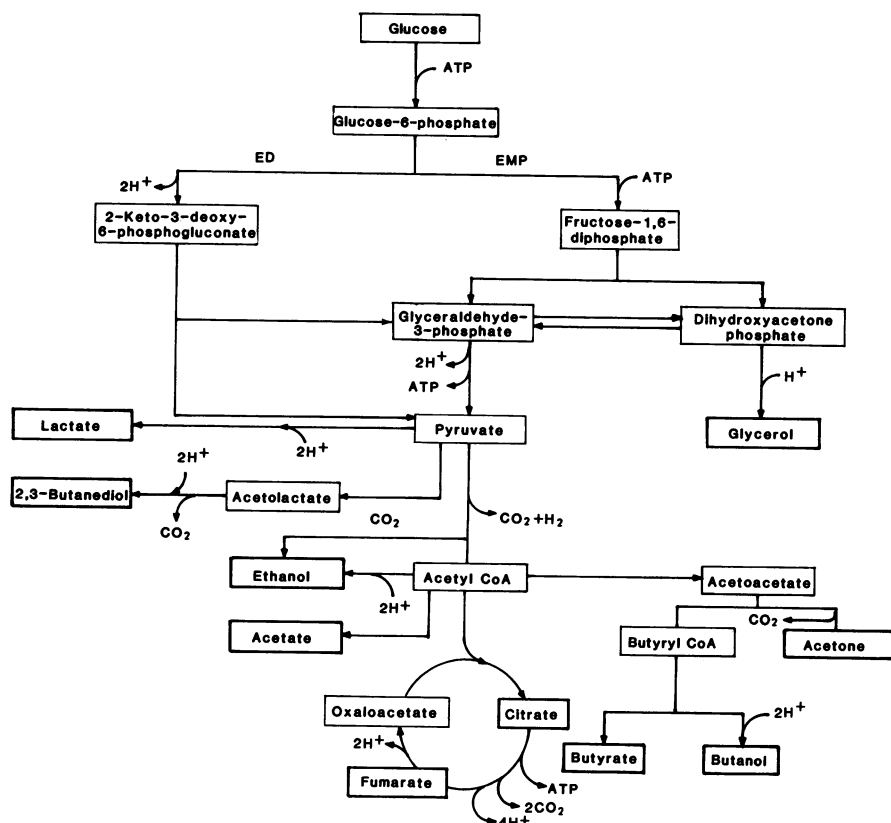 Glucose
ATP
Glucose-6-phosphate
ED
EMP
2H+
ATP
2-Keto-3-deoxy-
6-phosphogluconate
Fructose-1,6-
diphosphate
Glyceraldehyde-
3-phosphate
Dihydroxyacetone
phosphate
2H+
ATP
H+
Lactate
2H+
Pyruvate
Glycerol
2H+
2,3-Butanediol
Acetolactate
CO2
CO2
CO2+H2
Ethanol
2H+
Acetyl CoA
Acetoacetate
CO2
Acetate
Butyryl CoA
Acetone
Oxaloacetate
Citrate
2H+
2H+
Fumarate
ATP
Butyrate
Butanol
2CO2
4H+